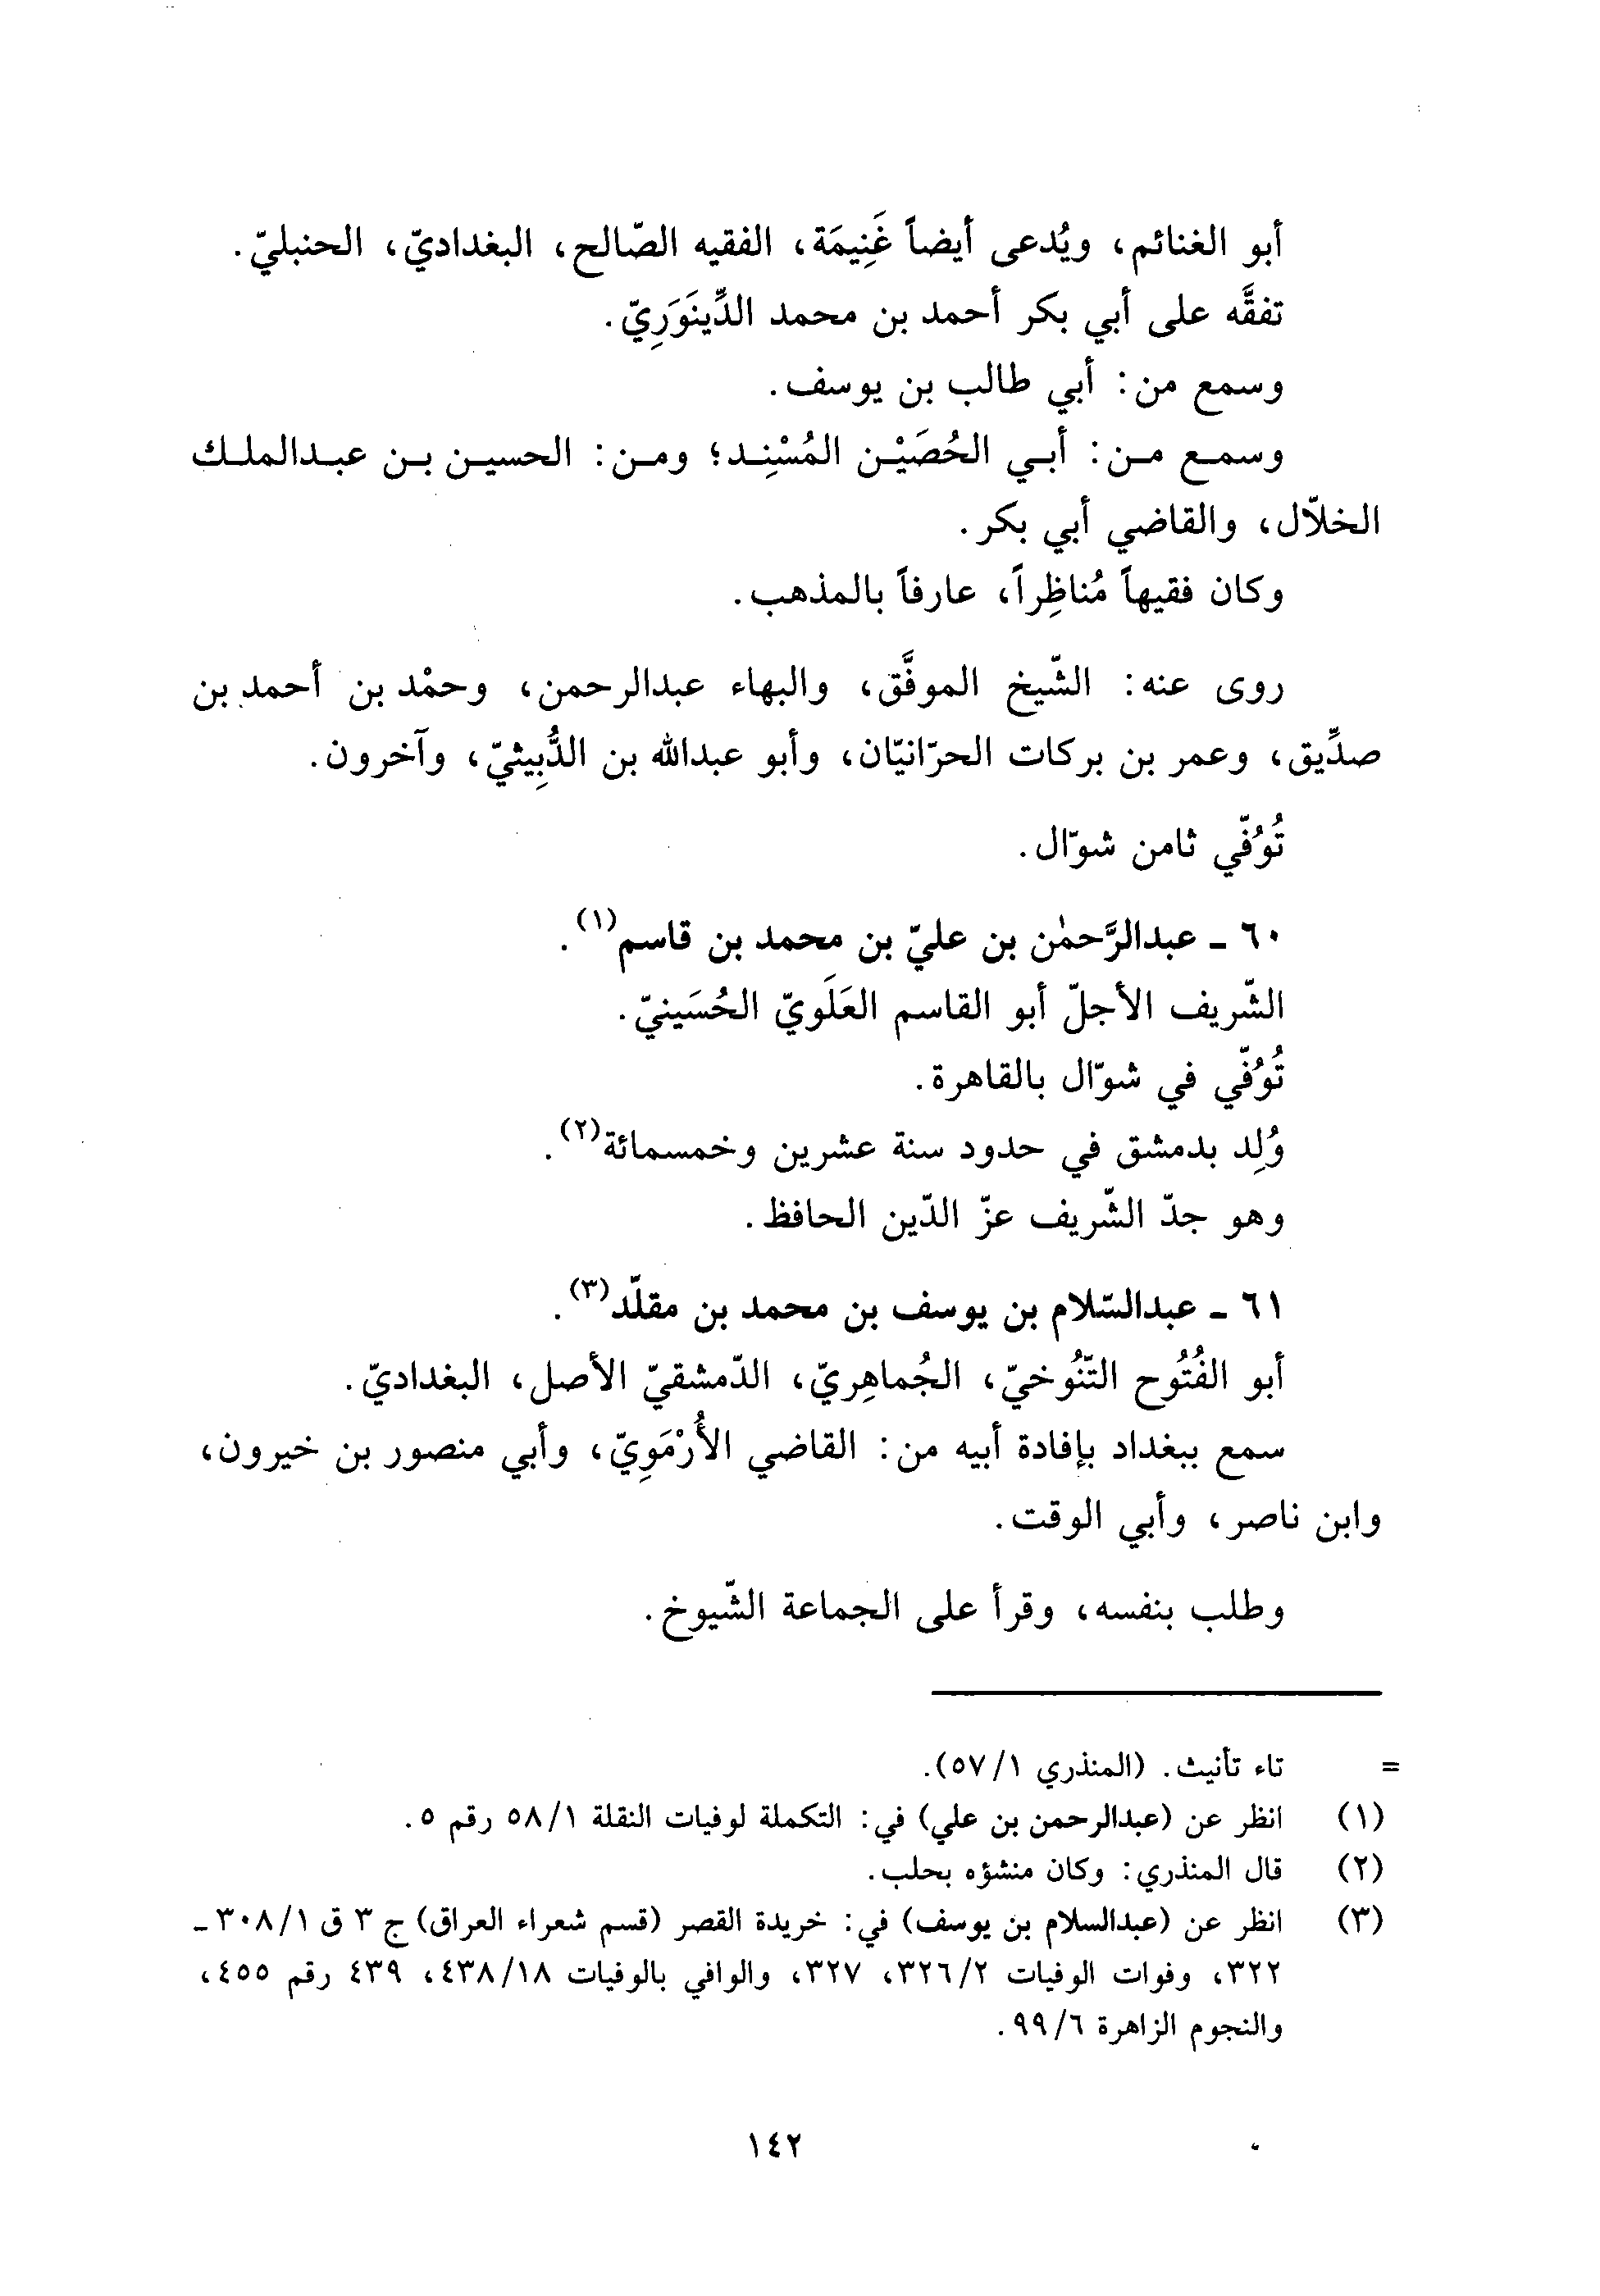 أبو الغنائم، ويُدعى أيضاً غَنِيمَة، الفقيه الصّالح، البغداديّ، الحنبليّ.
تفقَّه على أبي بكر أحمد بن محمد الدِّينَوَرِيّ.
وسمع من: أبي طالب بن يوسف.
وسمع من: أبي الحُصَيْن المُسْنِد؛ ومن: الحسين بن عبدالملك
الخلاّل، والقاضي أبي بكر.
وكان فقيهاً مُناظِراً، عارفاً بالمذهب.
روى عنه: الشّيخ الموفَّق، والبهاء عبدالرحمن، وحمْد بن أحمد بن
صدِّيق، وعمر بن بركات الحرّانيّان، وأبو عبدالله بن الدُّبِيثيّ، وآخرون.
تُوُفّي ثامن شوّال.
٦٠ ـ عبدالرَّحمٰن بن عليّ بن محمد بن قاسم(١).
الشّريف الأجلّ أبو القاسم العَلَويّ الحُسَينيّ.
تُوُفّي في شوّال بالقاهرة.
وُلِد بدمشق في حدود سنة عشرين وخمسمائة(٢).
وهو جدّ الشّريف عزّ الدّين الحافظ.
٦١ ـ عبدالسّلام بن يوسف بن محمد بن مقلّد(٣).
أبو الفُتُوح التّنُوخيّ، الجُماهِريّ، الدّمشقيّ الأصل، البغداديّ.
سمع ببغداد بإفادة أبيه من: القاضي الأُرْمَوِيّ، وأبي منصور بن خيرون،
وابن ناصر، وأبي الوقت.
وطلب بنفسه، وقرأ على الجماعة الشّيوخ.
= تاء تأنيث. (المنذري ١/٥٧).
(١) انظر عن (عبدالرحمن بن علي) في: التكملة لوفيات النقلة ١/٥٨ رقم ٥.
(٢) قال المنذري: وكان منشؤه بحلب.
(٣) انظر عن (عبدالسلام بن يوسف) في: خريدة القصر (قسم شعراء العراق) ج ٣ ق ١/٣٠٨ ـ
٣٢٢، وفوات الوفيات ٢/٣٢٦، ٣٢٧، والوافي بالوفيات ١٨/٤٣٨، ٤٣٩ رقم ٤٥٥،
والنجوم الزاهرة ٦/٩٩.
١٤٢